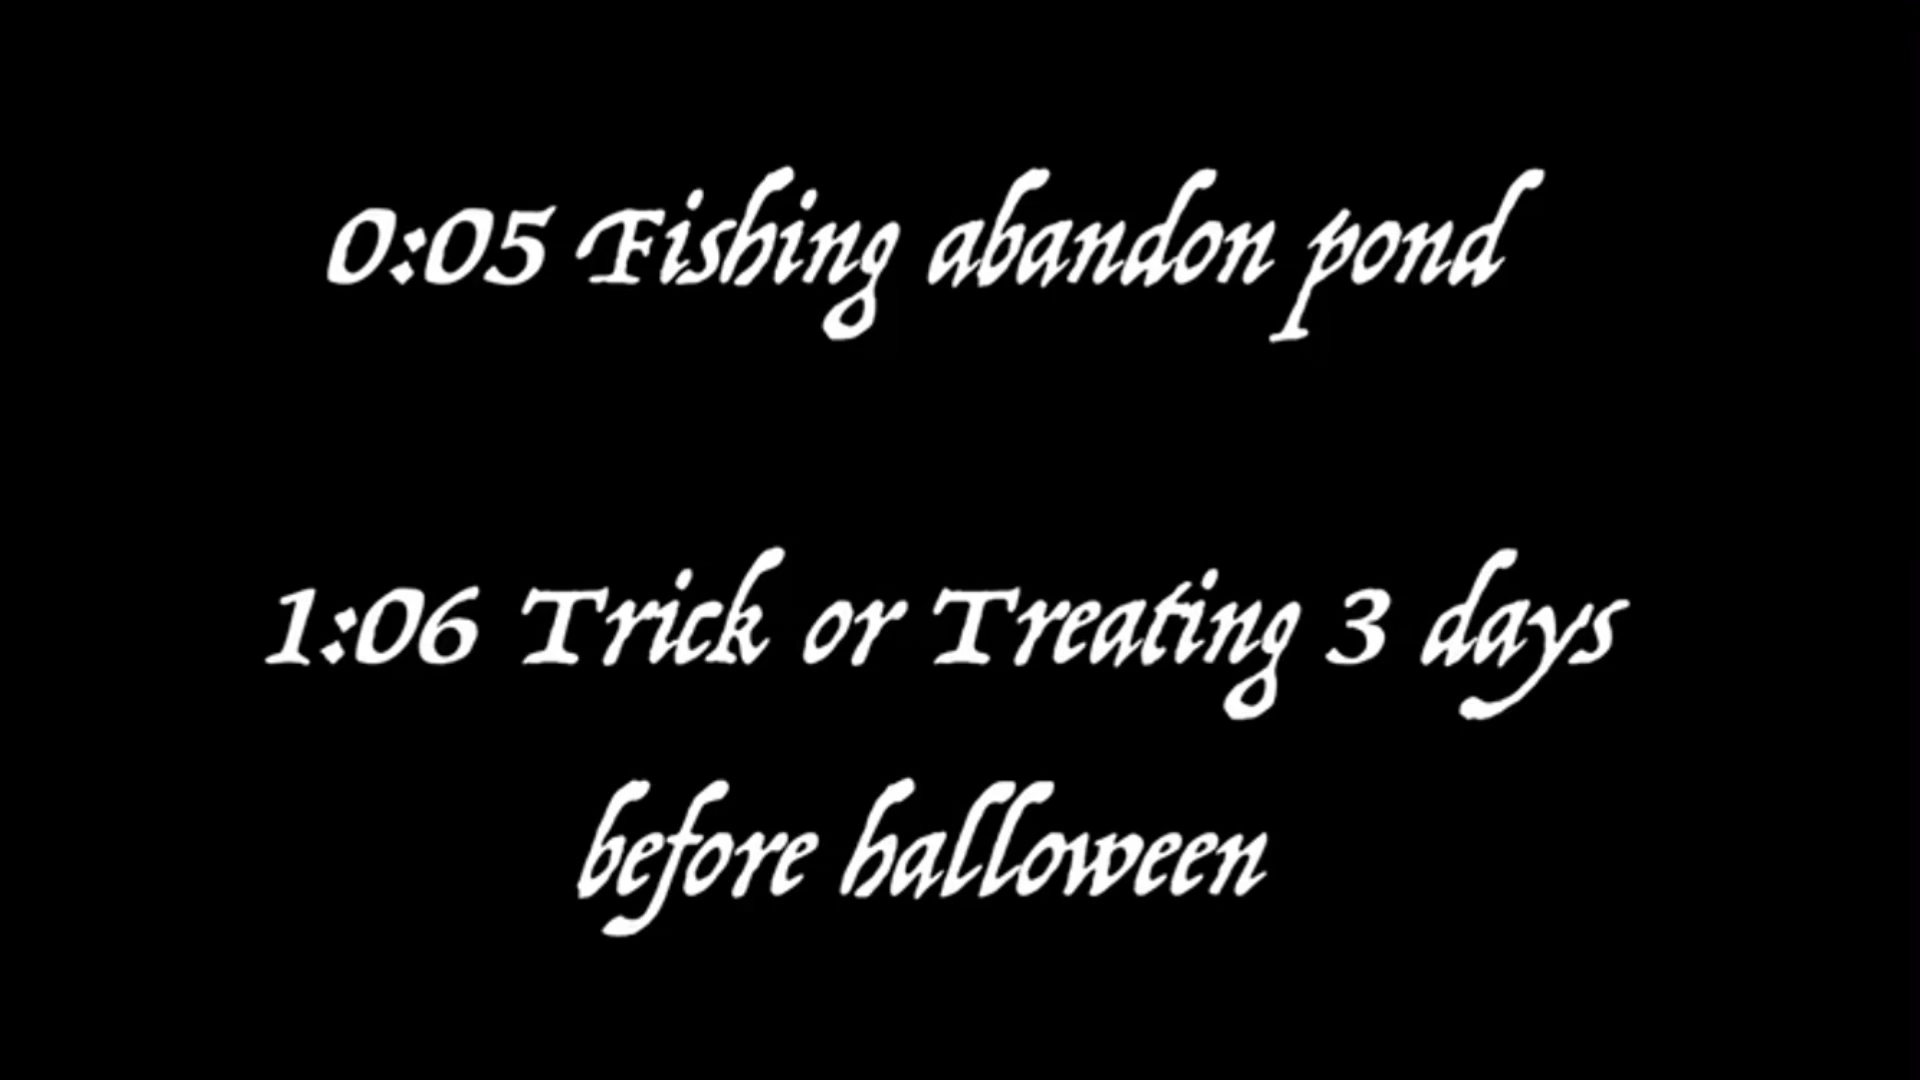 0:05 Fishing abandon pond
1:06 Trick or Treating 3 days
before halloween